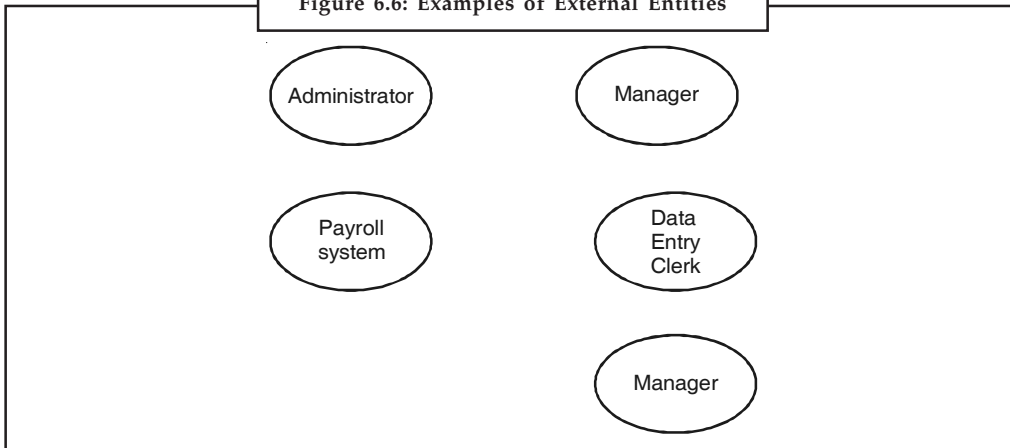 Figure 6.6: Examples of External Entities
Administrator
Manager
Payroll
system
Data
Entry
Clerk
Manager